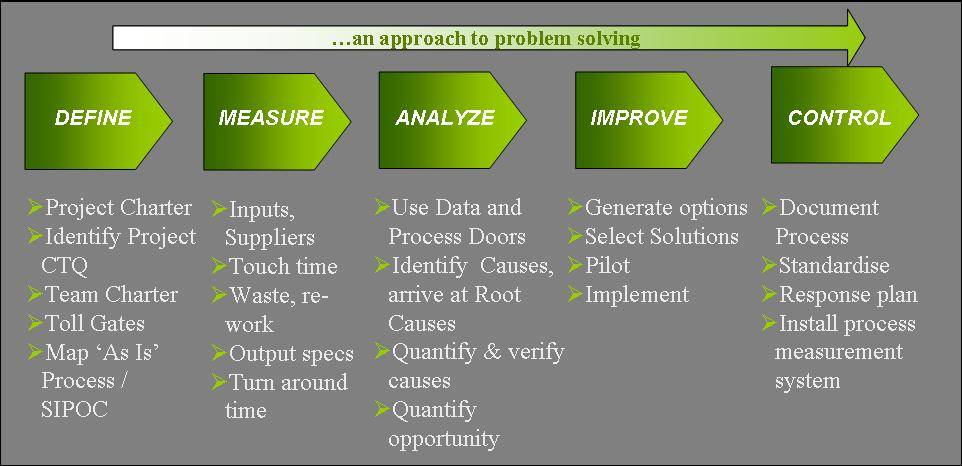 ...an approach to problem solving
DEFINE
MEASURE
ANALYZE
IMPROVE
CONTROL
Project Charter
Identify Project
CTQ
Team Charter
Toll Gates
Map ‘As Is’
Process /
SIPOC
Inputs,
Suppliers
Touch time
Waste, re-
work
Output specs
Turn around
time
Use Data and
Process Doors
Identify Causes,
arrive at Root
Causes
Quantify & verify
causes
Quantify
opportunity
Generate options
Select Solutions
Pilot
Implement
Document
Process
Standardise
Response plan
Install process
measurement
system